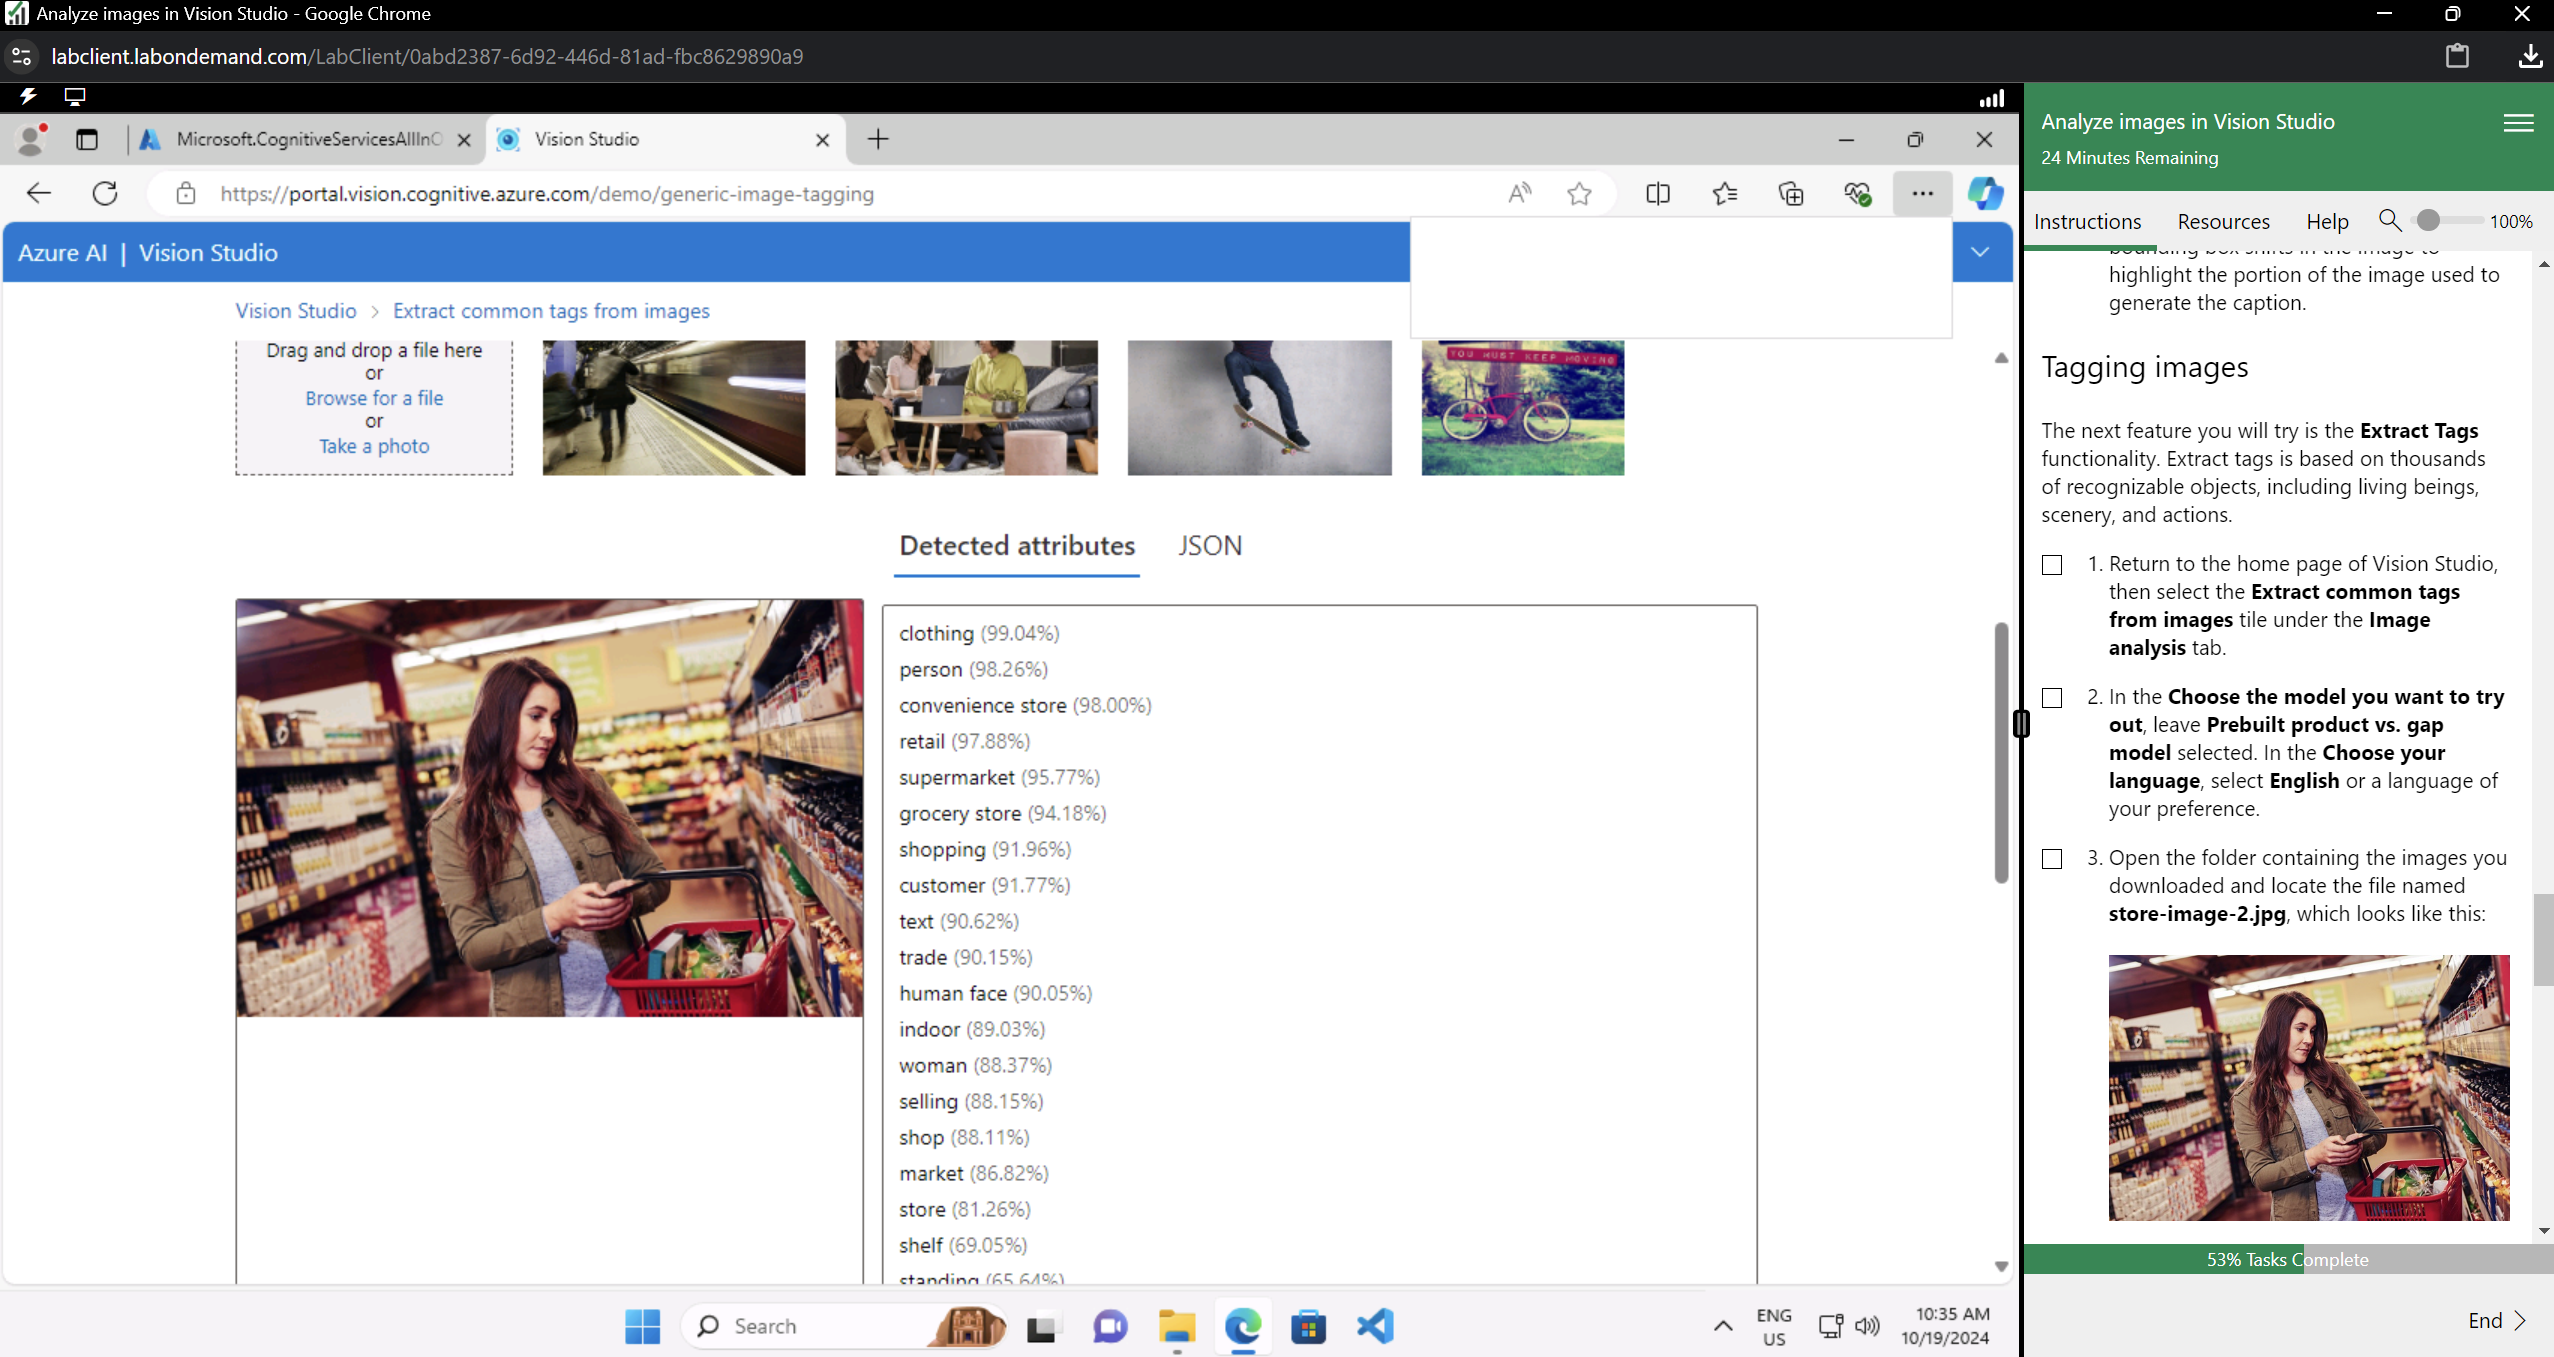 Analyze images in Vision Studio - Google Chrome
labclient.labondemand.com/LabClient/0abd2387-6d92-446d-81ad-fbc8629890a9
Microsoft.CognitiveServicesAllInO
Vision Studio
https://portal.vision.cognitive.azure.com/demo/generic-image-tagging
Azure AI | Vision Studio
Vision Studio > Extract common tags from images
Drag and drop a file here
or
Browse for a file
or
Take a photo
YOU MUST KEEP MOVING
Detected attributes
JSON
clothing (99.04%)
person (98.26%)
convenience store (98.00%)
retail (97.88%)
supermarket (95.77%)
grocery store (94.18%)
shopping (91.96%)
customer (91.77%)
text (90.62%)
trade (90.15%)
human face (90.05%)
indoor (89.03%)
woman (88.37%)
selling (88.15%)
shop (88.11%)
market (86.82%)
store (81.26%)
shelf (69.05%)
standing (65.64%)
Search
ENG
US
10:35 AM
10/19/2024
Analyze images in Vision Studio
24 Minutes Remaining
Instructions
Resources
Help
100%
bounding box shifts in the image to
highlight the portion of the image used to
generate the caption.
Tagging images
The next feature you will try is the Extract Tags
functionality. Extract tags is based on thousands
of recognizable objects, including living beings,
scenery, and actions.
1. Return to the home page of Vision Studio,
then select the Extract common tags
from images tile under the Image
analysis tab.
2. In the Choose the model you want to try
out, leave Prebuilt product vs. gap
model selected. In the Choose your
language, select English or a language of
your preference.
3. Open the folder containing the images you
downloaded and locate the file named
store-image-2.jpg, which looks like this:
53% Tasks Complete
End >